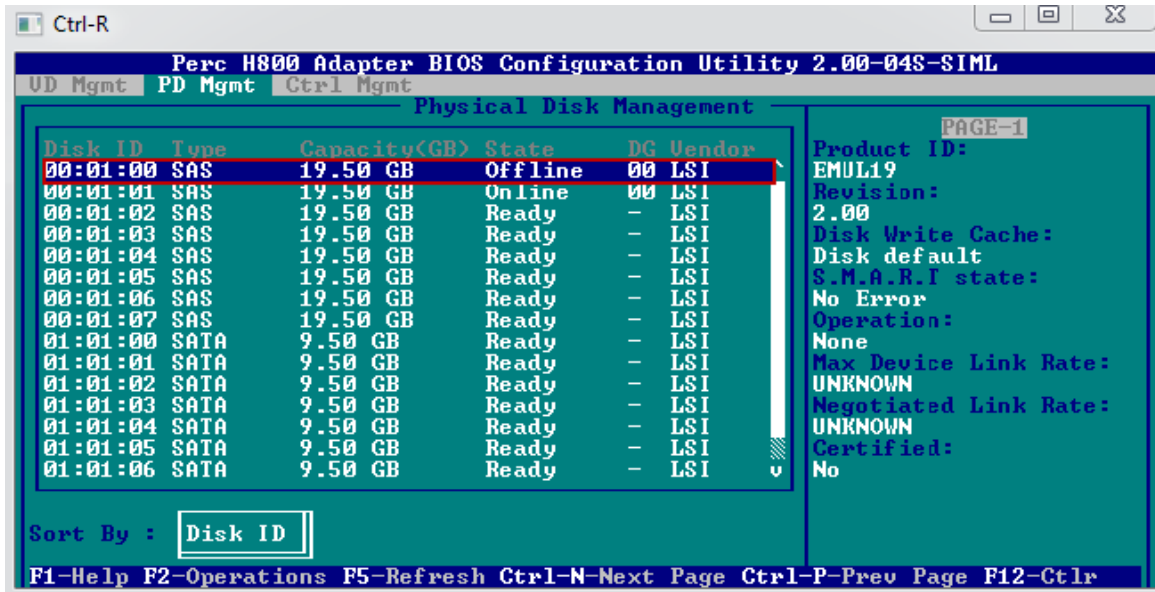 Ctrl-R
Perc H800 Adapter BIOS Configuration Utility 2.00-04S-SIML
VD Mgmt PD Mgmt Ctrl Mgmt
Physical Disk Management
Disk ID Type Capacity(GB) State DG Vendor
00:01:00 SAS 19.50 GB Offline 00 LSI
00:01:01 SAS 19.50 GB Online 00 LSI
00:01:02 SAS 19.50 GB Ready - LSI
00:01:03 SAS 19.50 GB Ready - LSI
00:01:04 SAS 19.50 GB Ready - LSI
00:01:05 SAS 19.50 GB Ready - LSI
00:01:06 SAS 19.50 GB Ready - LSI
00:01:07 SAS 19.50 GB Ready - LSI
01:01:00 SATA 9.50 GB Ready - LSI
01:01:01 SATA 9.50 GB Ready - LSI
01:01:02 SATA 9.50 GB Ready - LSI
01:01:03 SATA 9.50 GB Ready - LSI
01:01:04 SATA 9.50 GB Ready - LSI
01:01:05 SATA 9.50 GB Ready - LSI
01:01:06 SATA 9.50 GB Ready - LSI
Sort By : Disk ID
PAGE-1
Product ID:
EMUL19
Revision:
2.00
Disk Write Cache:
Disk default
S.M.A.R.T state:
No Error
Operation:
None
Max Device Link Rate:
UNKNOWN
Negotiated Link Rate:
UNKNOWN
Certified:
No
F1-Help F2-Operations F5-Refresh Ctrl-N-Next Page Ctrl-P-Prev Page F12-Ctlr